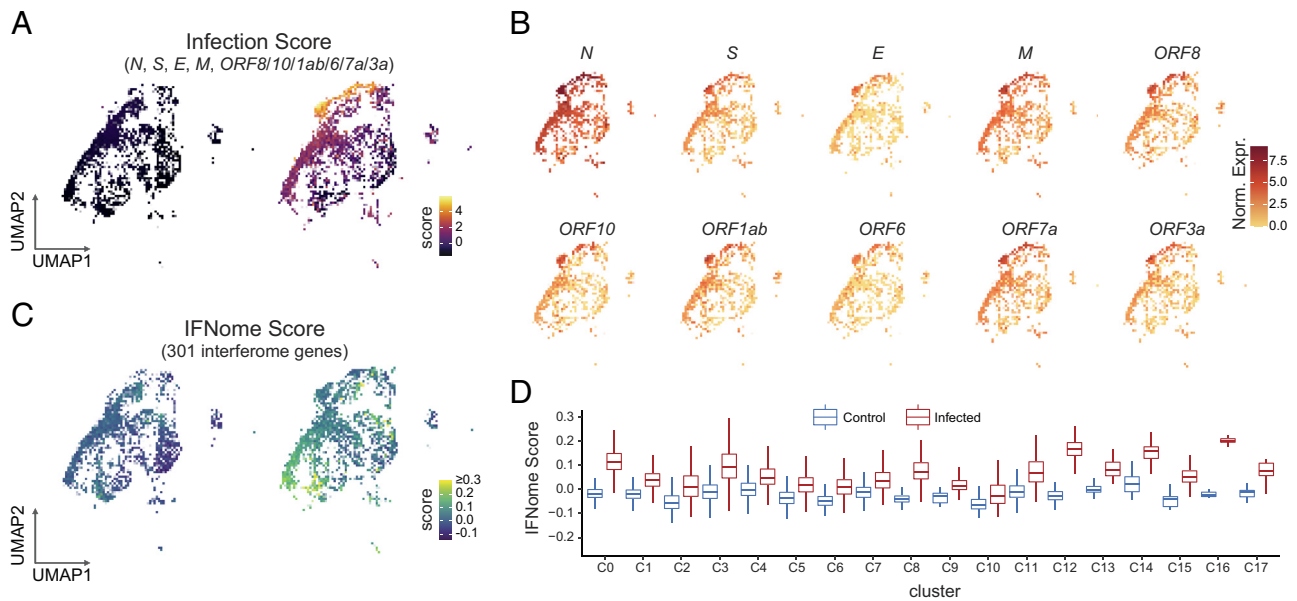 A
Infection Score
(N, S, E, M, ORF8/10/1ab/6/7a/3a)
UMAP2
UMAP1
score
4
2
0
B
N
S
E
M
ORF8
ORF10
ORF1ab
ORF6
ORF7a
ORF3a
Norm. Expr.
7.5
5.0
2.5
0.0
C
IFNome Score
(301 interferome genes)
UMAP2
UMAP1
score
≥0.3
0.2
0.1
0.0
-0.1
D
Control
Infected
IFNome Score
0.3
0.2
0.1
0.0
−0.1
−0.2
C0 C1 C2 C3 C4 C5 C6 C7 C8 C9 C10 C11 C12 C13 C14 C15 C16 C17
cluster